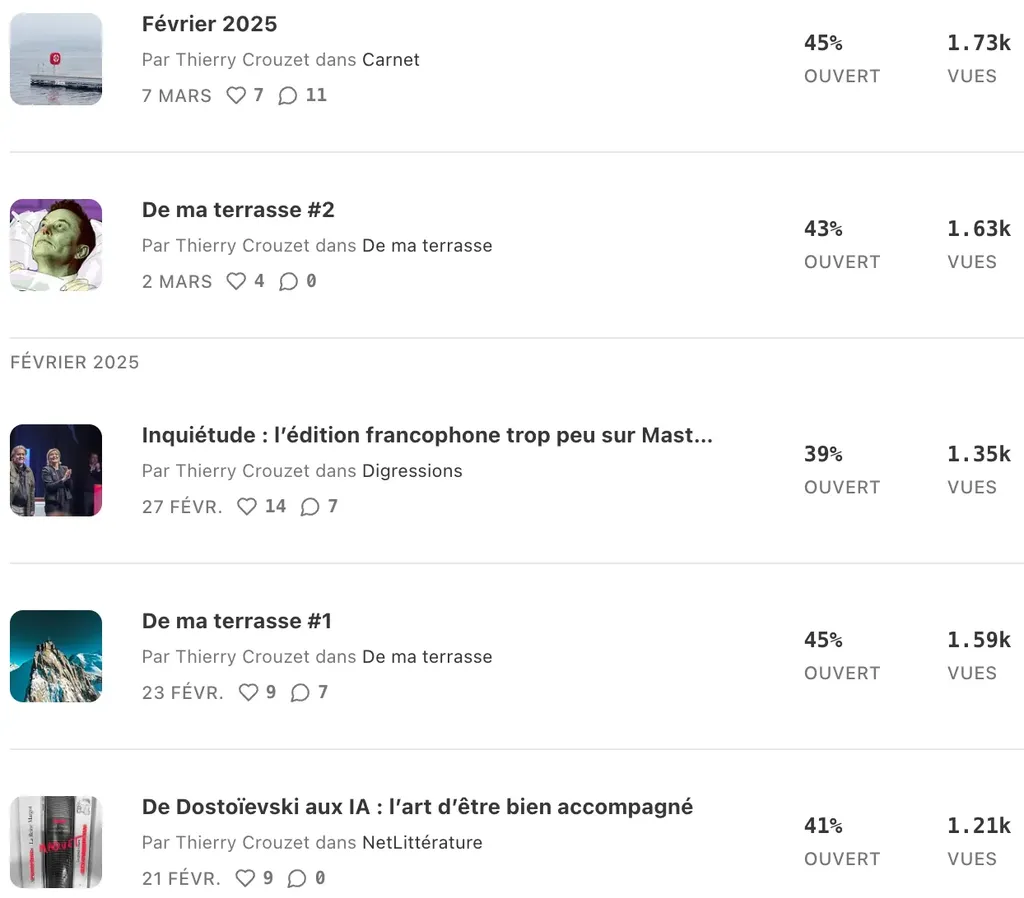 Février 2025
Par Thierry Crouzet dans Carnet
7 MARS 7 11
45%
OUVERT
1.73k
VUES
De ma terrasse #2
Par Thierry Crouzet dans De ma terrasse
2 MARS 4 0
43%
OUVERT
1.63k
VUES
FÉVRIER 2025
Inquiétude : l’édition francophone trop peu sur Mast...
Par Thierry Crouzet dans Digressions
27 FÉVR. 14 7
39%
OUVERT
1.35k
VUES
De ma terrasse #1
Par Thierry Crouzet dans De ma terrasse
23 FÉVR. 9 7
45%
OUVERT
1.59k
VUES
De Dostoïevski aux IA : l’art d’être bien accompagné
Par Thierry Crouzet dans NetLittérature
21 FÉVR. 9 0
41%
OUVERT
1.21k
VUES